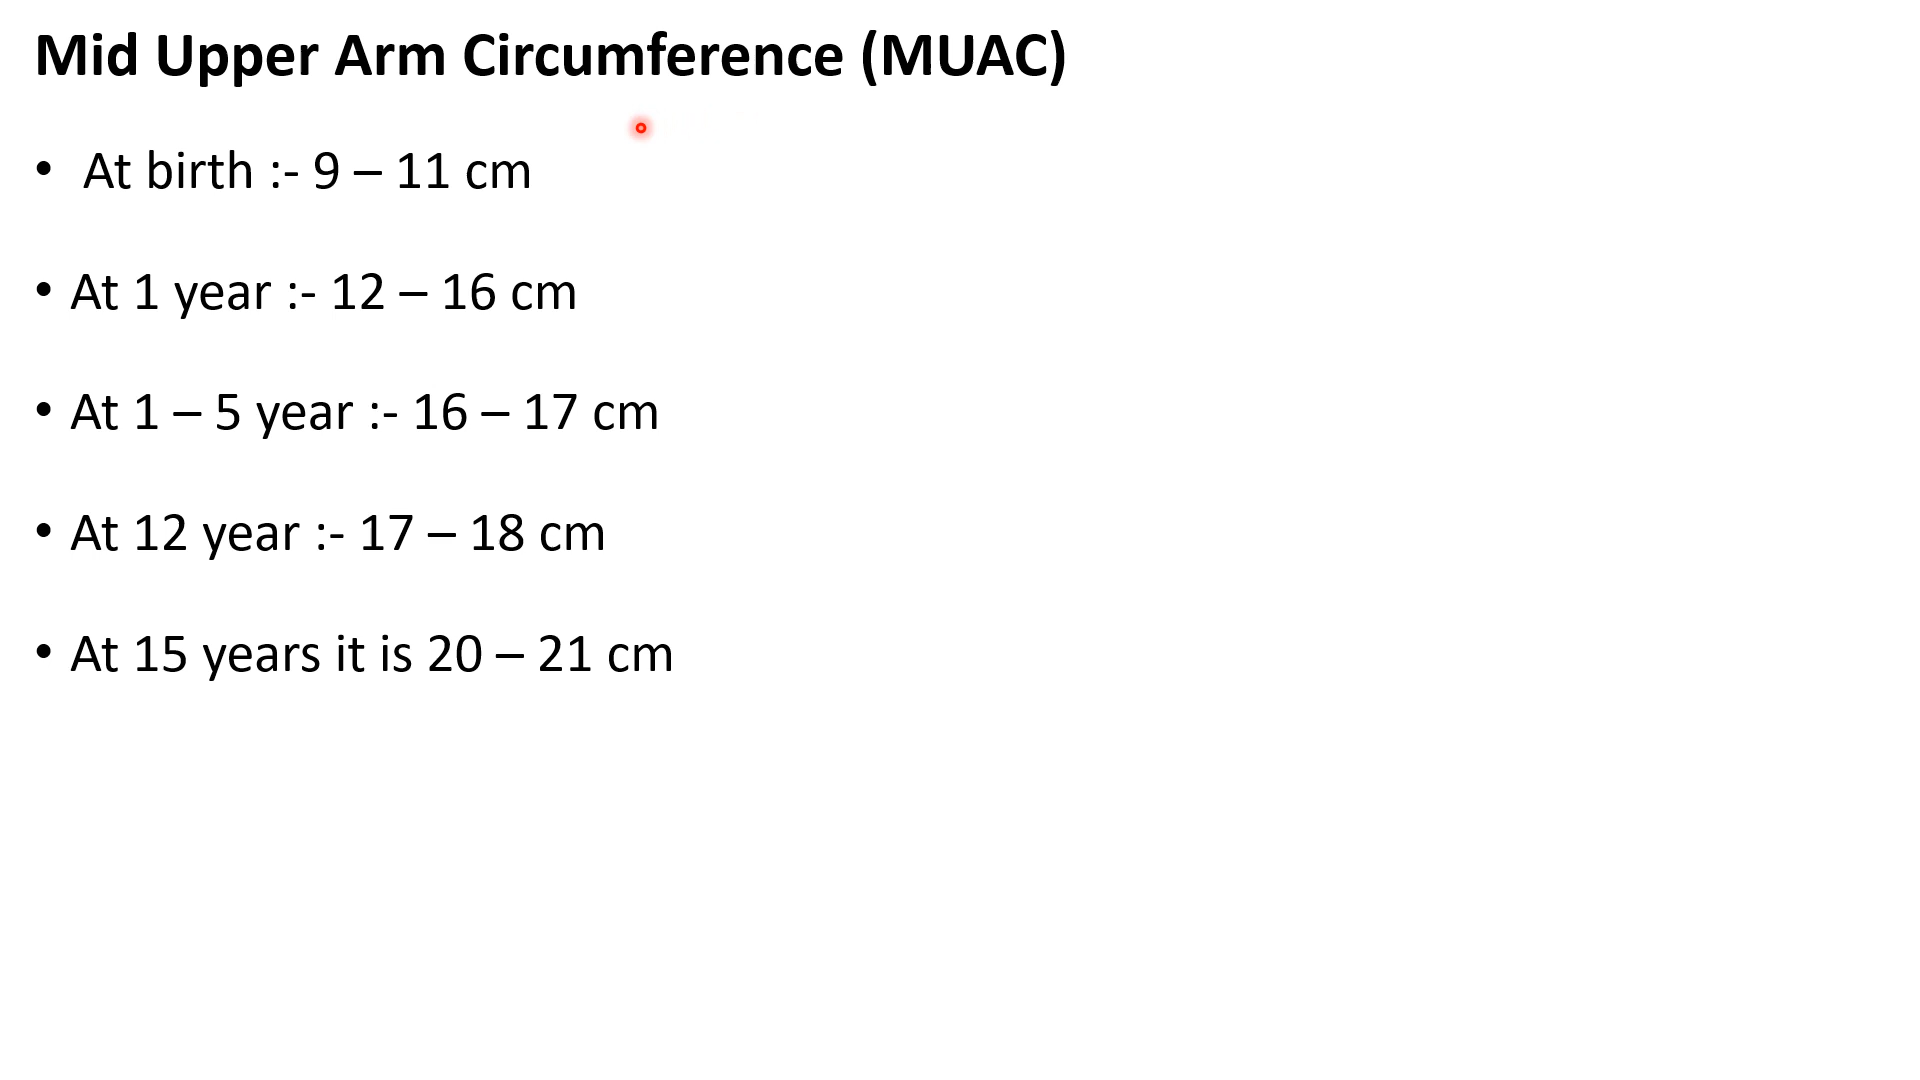 Mid Upper Arm Circumference (MUAC)
• At birth :- 9 – 11 cm
• At 1 year :- 12 – 16 cm
• At 1 – 5 year :- 16 – 17 cm
• At 12 year :- 17 – 18 cm
• At 15 years it is 20 – 21 cm